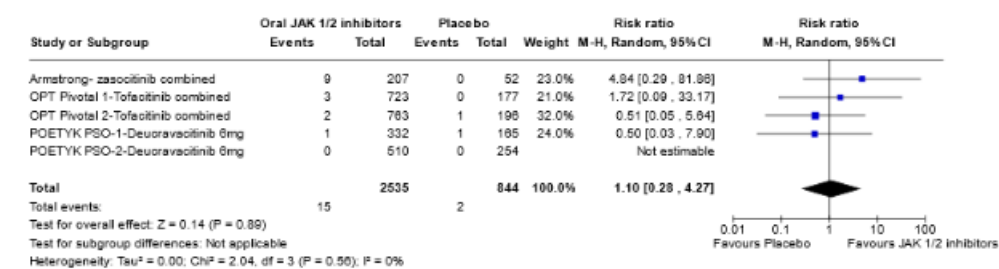 Oral JAK 1/2 inhibitors Placebo Risk ratio Risk ratio
Study or Subgroup Events Total Events Total Weight M-H, Random, 95% CI M-H, Random, 95% CI
Armstrong- zasocitinib combined 9 207 0 52 23.0% 4.84 [0.29 , 81.86]
OPT Pivotal 1-Tofacitinib combined 3 723 0 177 21.0% 1.72 [0.09 , 33.17]
OPT Pivotal 2-Tofacitinib combined 2 763 1 196 32.0% 0.51 [0.05 , 5.64]
POETYK PSO-1-Deucravacitinib 6mg 1 332 1 165 24.0% 0.50 [0.03 , 7.90]
POETYK PSO-2-Deucravacitinib 6mg 0 510 0 254 Not estimable
Total 2535 844 100.0% 1.10 [0.28 , 4.27]
Total events: 15 2
Test for overall effect: Z = 0.14 (P = 0.89)
Test for subgroup differences: Not applicable
Heterogeneity: Tau² = 0.00; Chi² = 2.04, df = 3 (P = 0.56); I² = 0%
0.01 0.1 1 10 100
Favours Placebo Favours JAK 1/2 inhibitors